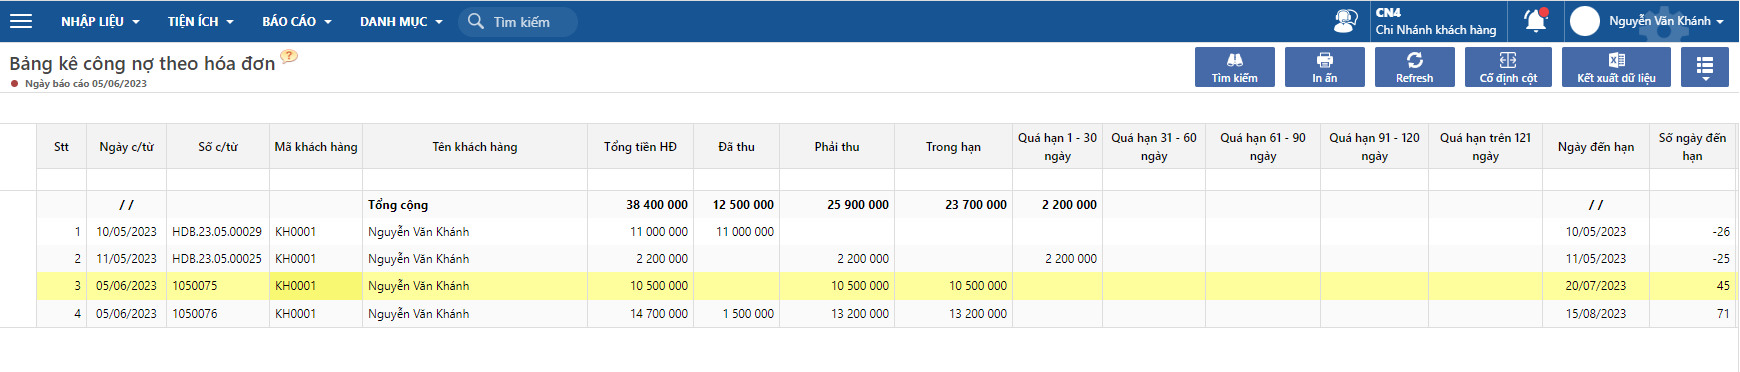 NHẬP LIỆU TIỆN ÍCH BÁO CÁO DANH MỤC Tìm kiếm CN4 Nguyễn Văn Khánh
Chi Nhánh khách hàng
Bảng kê công nợ theo hóa đơn ?
Ngày báo cáo 05/06/2023
Tìm kiếm In ấn Refresh Cố định cột Kết xuất dữ liệu
Stt Ngày c/từ Số c/từ Mã khách hàng Tên khách hàng Tổng tiền HĐ Đã thu Phải thu Trong hạn Quá hạn 1 - 30 ngày Quá hạn 31 - 60 ngày Quá hạn 61 - 90 ngày Quá hạn 91 - 120 ngày Quá hạn trên 121 ngày Ngày đến hạn Số ngày đến hạn
/ / Tổng cộng 38 400 000 12 500 000 25 900 000 23 700 000 2 200 000 / /
1 10/05/2023 HDB.23.05.00029 KH0001 Nguyễn Văn Khánh 11 000 000 11 000 000 10/05/2023 -26
2 11/05/2023 HDB.23.05.00025 KH0001 Nguyễn Văn Khánh 2 200 000 2 200 000 2 200 000 11/05/2023 -25
3 05/06/2023 1050075 KH0001 Nguyễn Văn Khánh 10 500 000 10 500 000 10 500 000 20/07/2023 45
4 05/06/2023 1050076 KH0001 Nguyễn Văn Khánh 14 700 000 1 500 000 13 200 000 13 200 000 15/08/2023 71